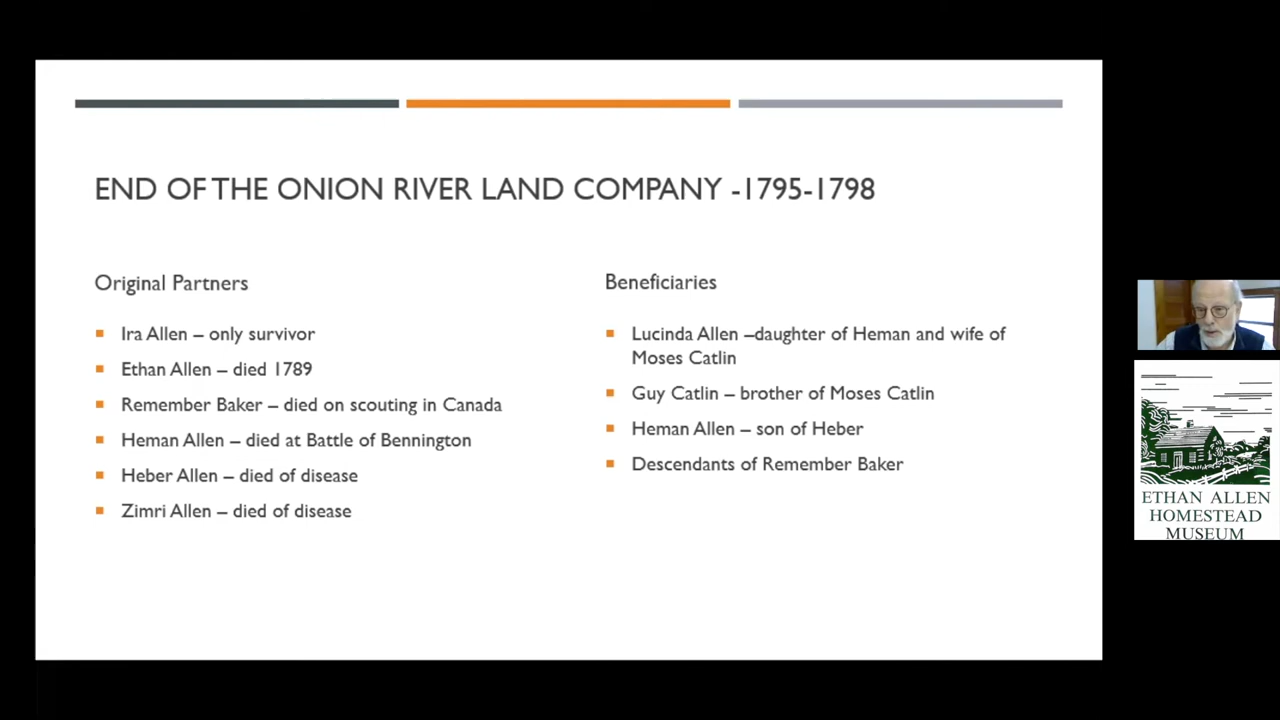 END OF THE ONION RIVER LAND COMPANY -1795-1798
Original Partners
Ira Allen – only survivor
Ethan Allen – died 1789
Remember Baker – died on scouting in Canada
Heman Allen – died at Battle of Bennington
Heber Allen – died of disease
Zimri Allen – died of disease
Beneficiaries
Lucinda Allen –daughter of Heman and wife of
Moses Catlin
Guy Catlin – brother of Moses Catlin
Heman Allen – son of Heber
Descendants of Remember Baker
ETHAN ALLEN
HOMESTEAD
MUSEUM